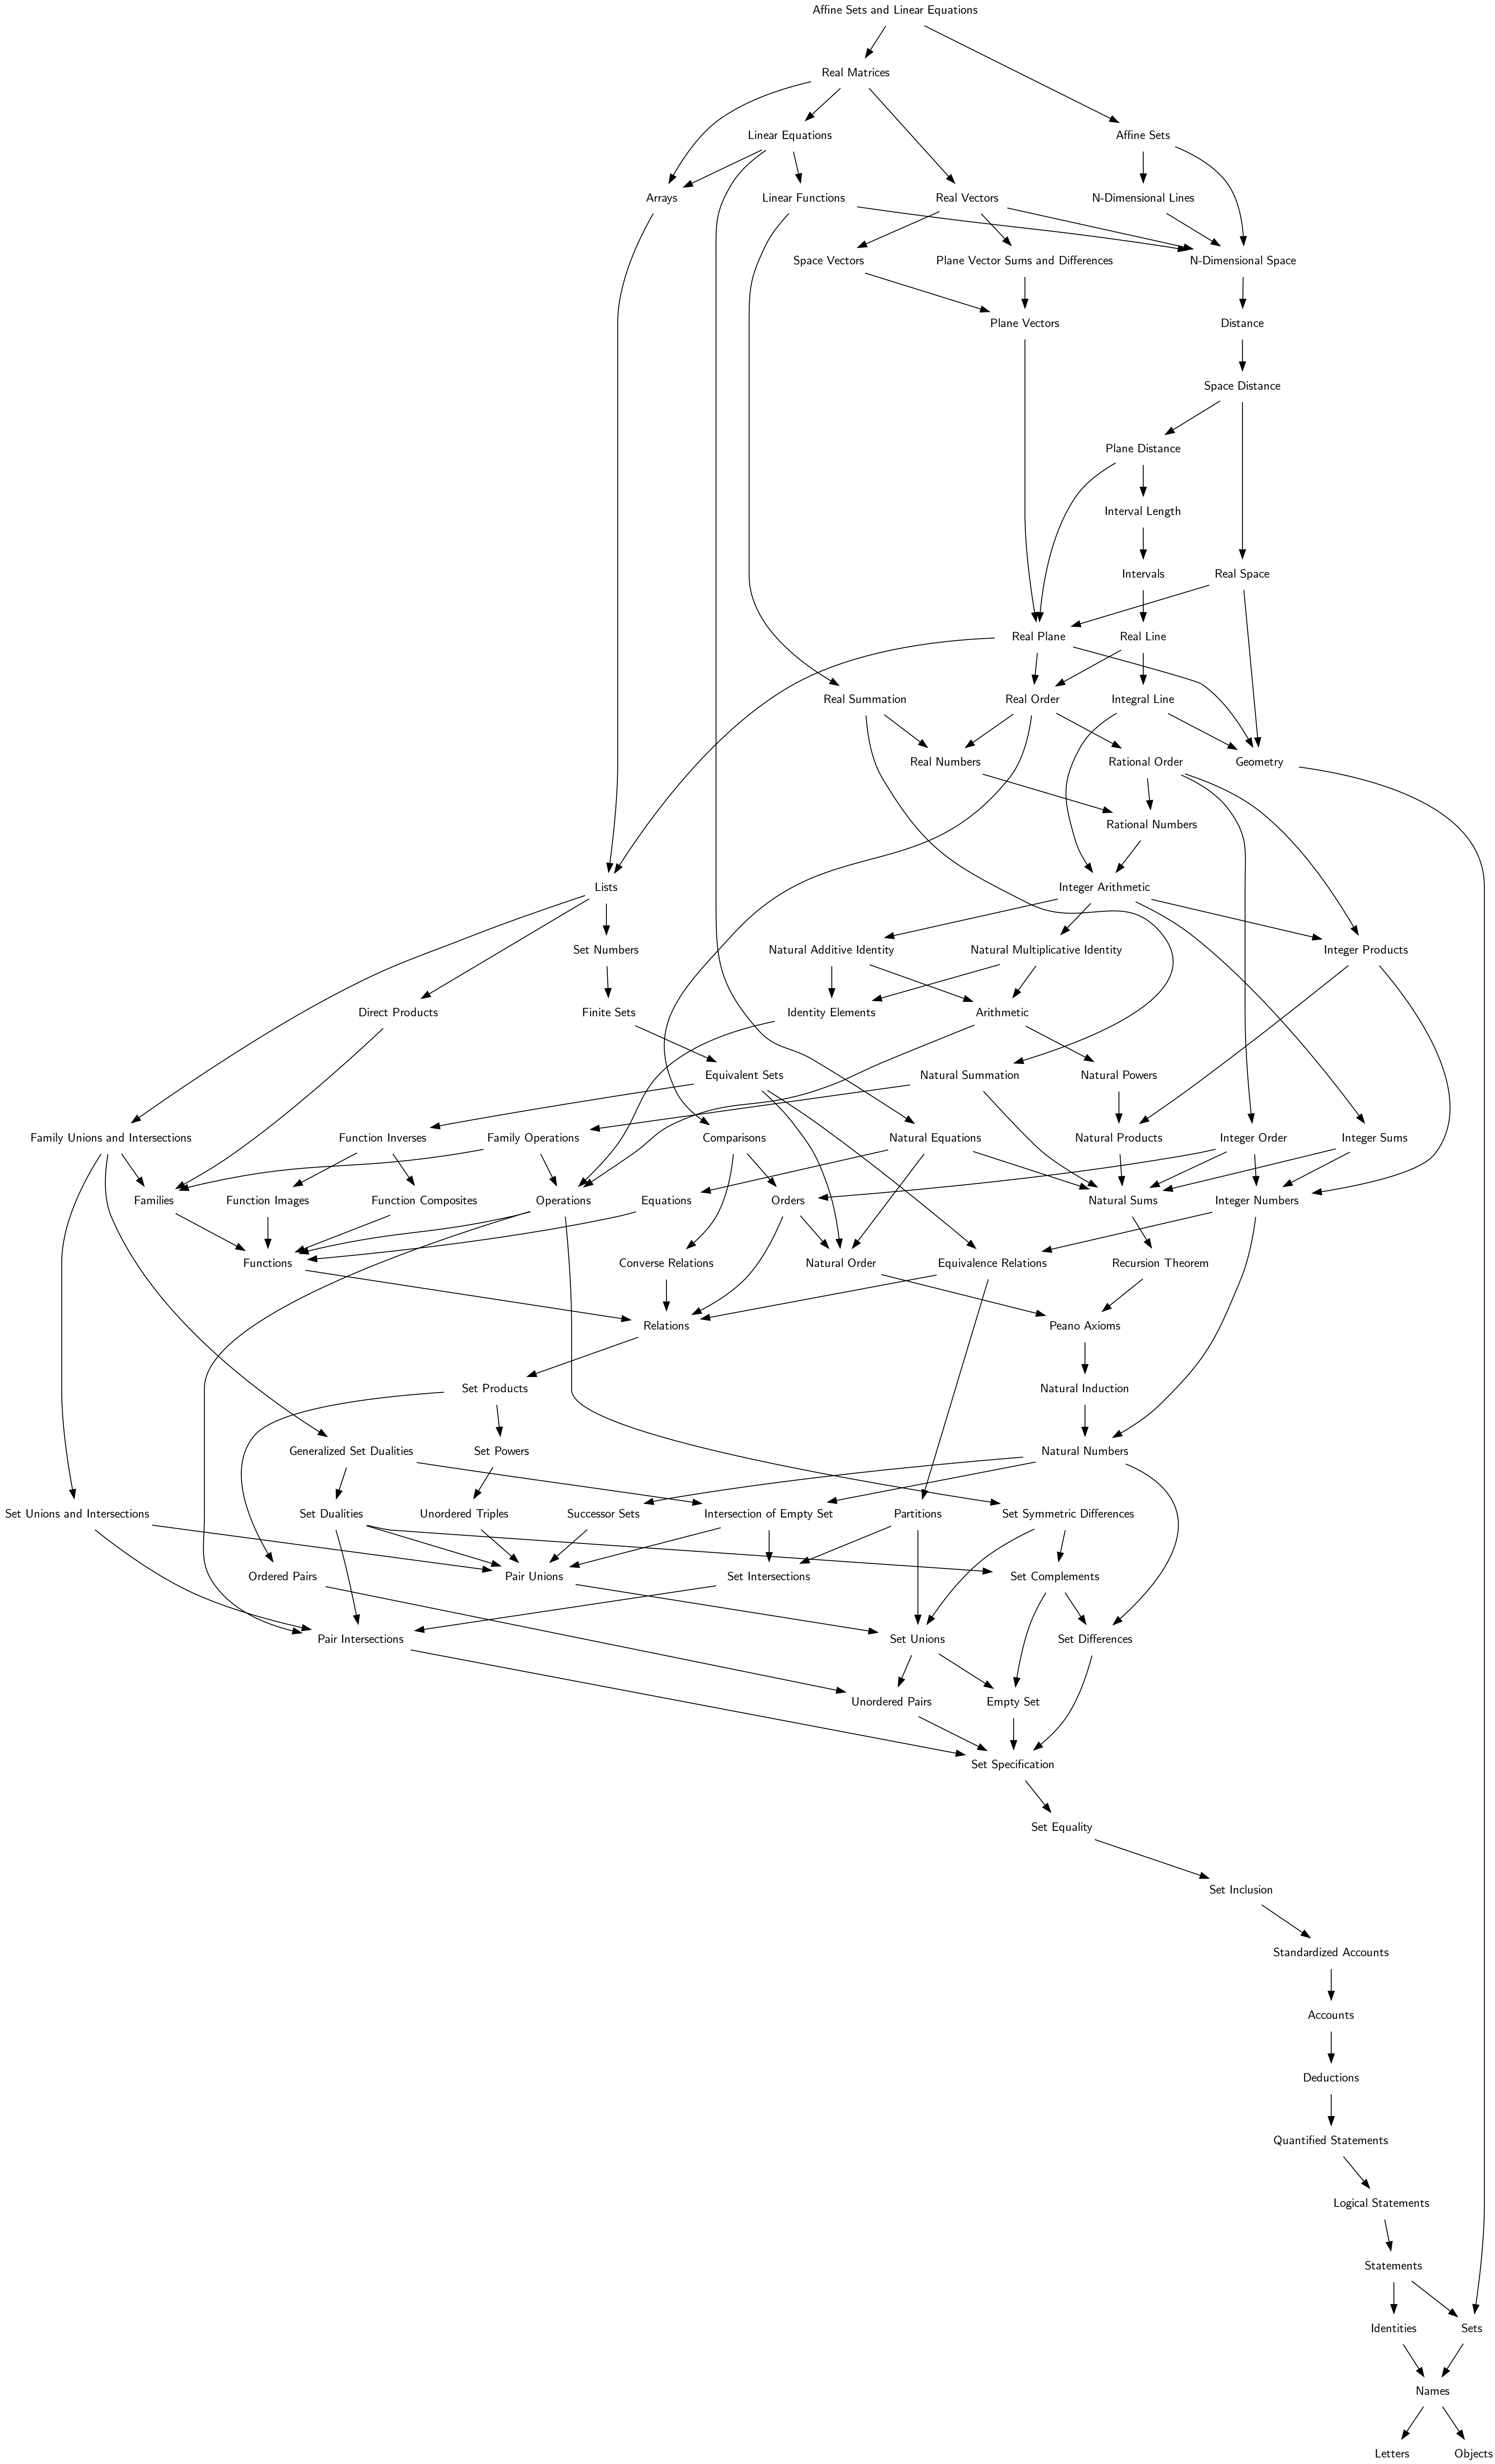 Affine Sets and Linear Equations
Real Matrices
Linear Equations
Affine Sets
Arrays
Linear Functions
Real Vectors
N-Dimensional Lines
Space Vectors
Plane Vector Sums and Differences
N-Dimensional Space
Plane Vectors
Distance
Space Distance
Plane Distance
Interval Length
Intervals
Real Space
Real Plane
Real Line
Real Summation
Real Order
Integral Line
Real Numbers
Rational Order
Geometry
Rational Numbers
Lists
Integer Arithmetic
Set Numbers
Natural Additive Identity
Natural Multiplicative Identity
Integer Products
Direct Products
Finite Sets
Identity Elements
Arithmetic
Equivalent Sets
Natural Summation
Natural Powers
Family Unions and Intersections
Function Inverses
Family Operations
Comparisons
Natural Equations
Natural Products
Integer Order
Integer Sums
Families
Function Images
Function Composites
Operations
Equations
Orders
Natural Sums
Integer Numbers
Functions
Converse Relations
Natural Order
Equivalence Relations
Recursion Theorem
Relations
Peano Axioms
Set Products
Natural Induction
Generalized Set Dualities
Set Powers
Natural Numbers
Set Unions and Intersections
Set Dualities
Unordered Triples
Successor Sets
Intersection of Empty Set
Partitions
Set Symmetric Differences
Ordered Pairs
Pair Unions
Set Intersections
Set Complements
Pair Intersections
Set Unions
Set Differences
Unordered Pairs
Empty Set
Set Specification
Set Equality
Set Inclusion
Standardized Accounts
Accounts
Deductions
Quantified Statements
Logical Statements
Statements
Identities
Sets
Names
Letters
Objects